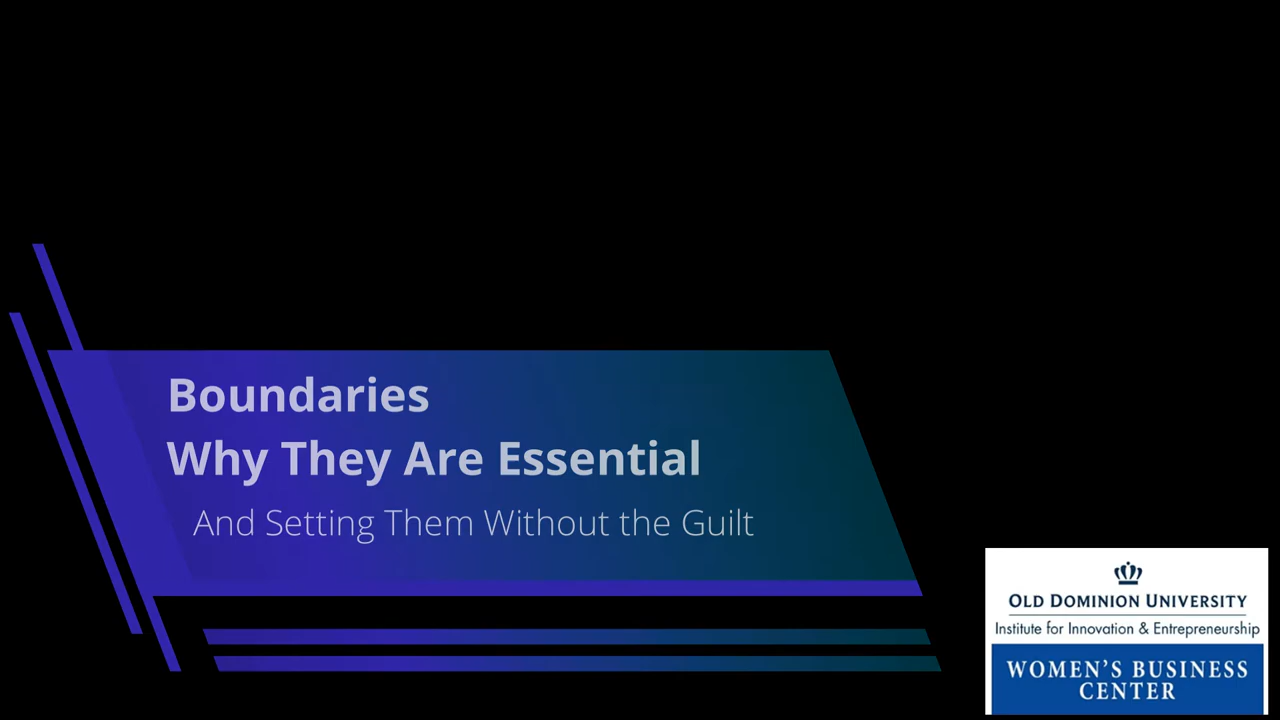 Boundaries
Why They Are Essential
And Setting Them Without the Guilt
OLD DOMINION UNIVERSITY
Institute for Innovation & Entrepreneurship
WOMEN'S BUSINESS
CENTER